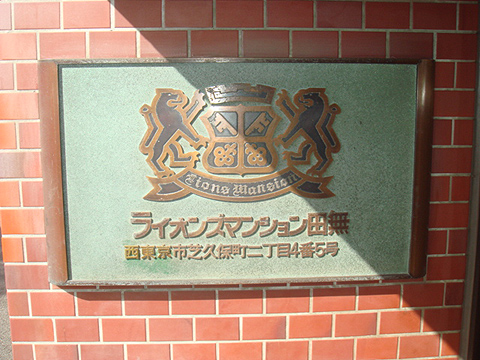 Lions Mansion
ライオンズマンション田無
西東京市芝久保町二丁目4番5号